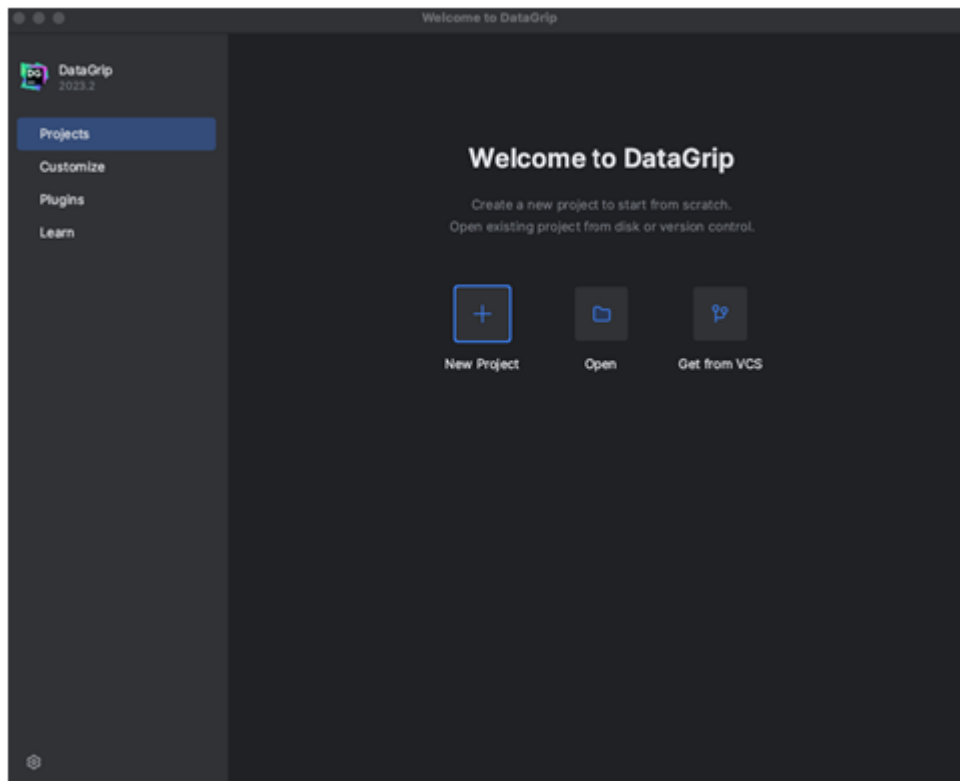 Welcome to DataGrip
DG
DataGrip
2023.2
Projects
Customize
Plugins
Learn
Welcome to DataGrip
Create a new project to start from scratch.
Open existing project from disk or version control.
New Project
Open
Get from VCS